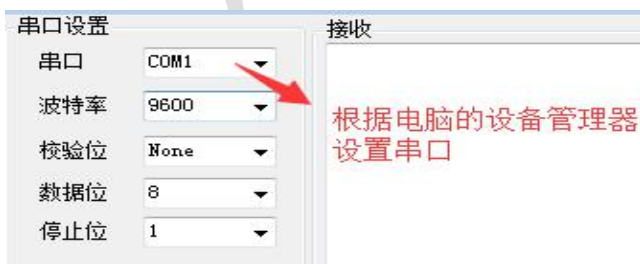 串口设置
接收
串口 COM1
波特率 9600
校验位 None
数据位 8
停止位 1
根据电脑的设备管理器
设置串口